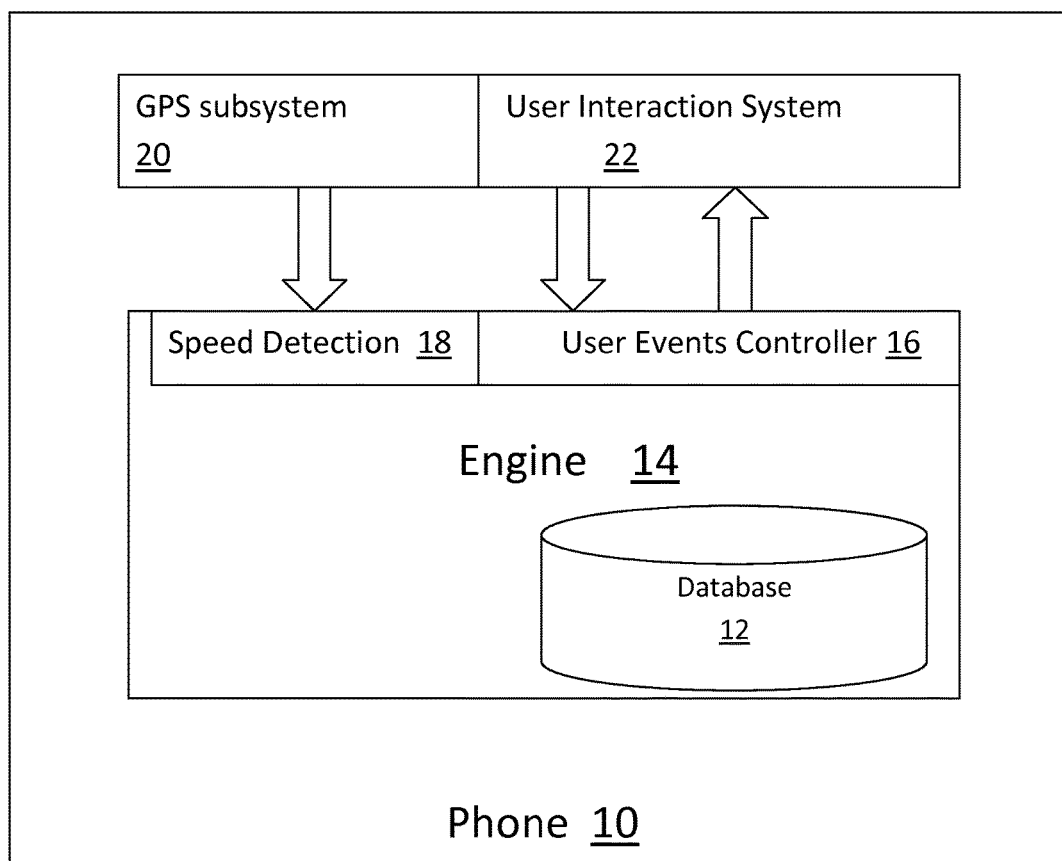 GPS subsystem
20
User Interaction System
22
Speed Detection 18
User Events Controller 16
Engine 14
Database
12
Phone 10